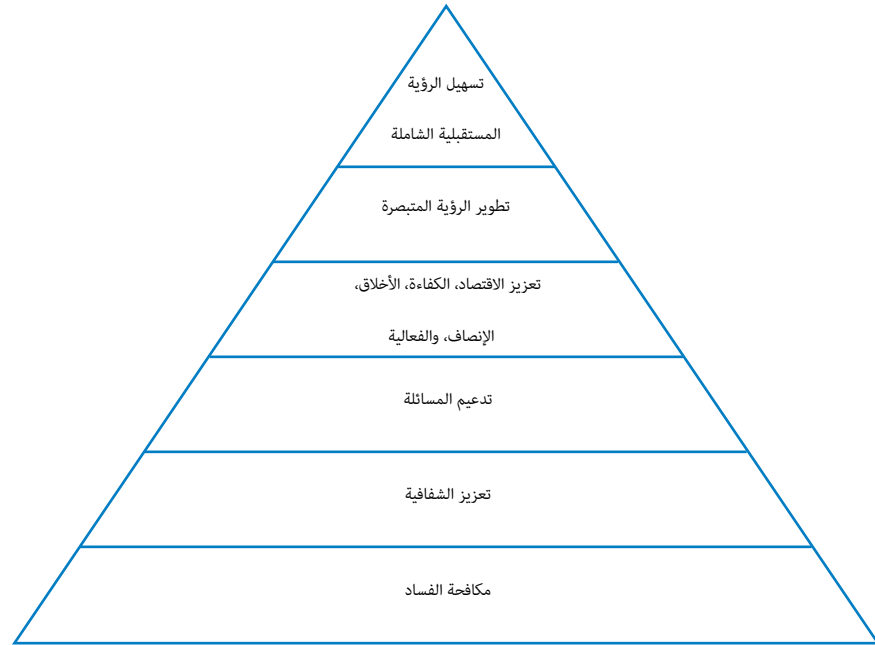 تسهيل الرؤية
المستقبلية الشاملة
تطوير الرؤية المتبصرة
تعزيز الاقتصاد، الكفاءة، الأخلاق،
الإنصاف، والفعالية
تدعيم المسائلة
تعزيز الشفافية
مكافحة الفساد